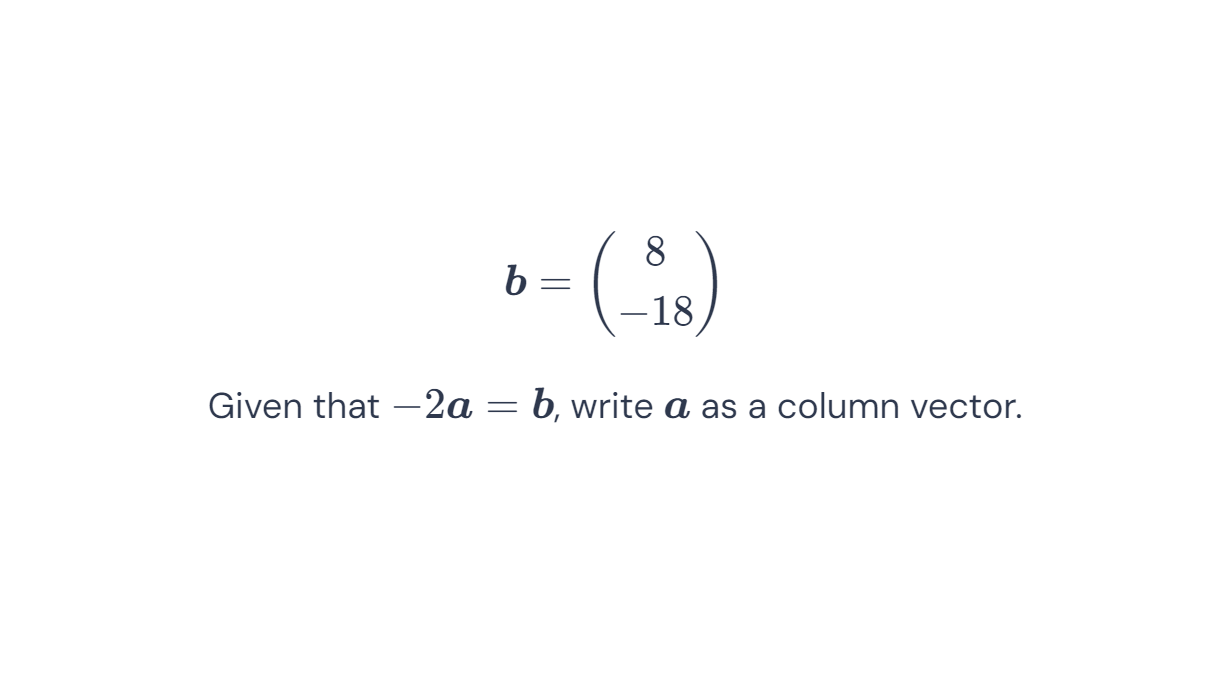 b = (8
−18)
Given that −2a = b, write a as a column vector.